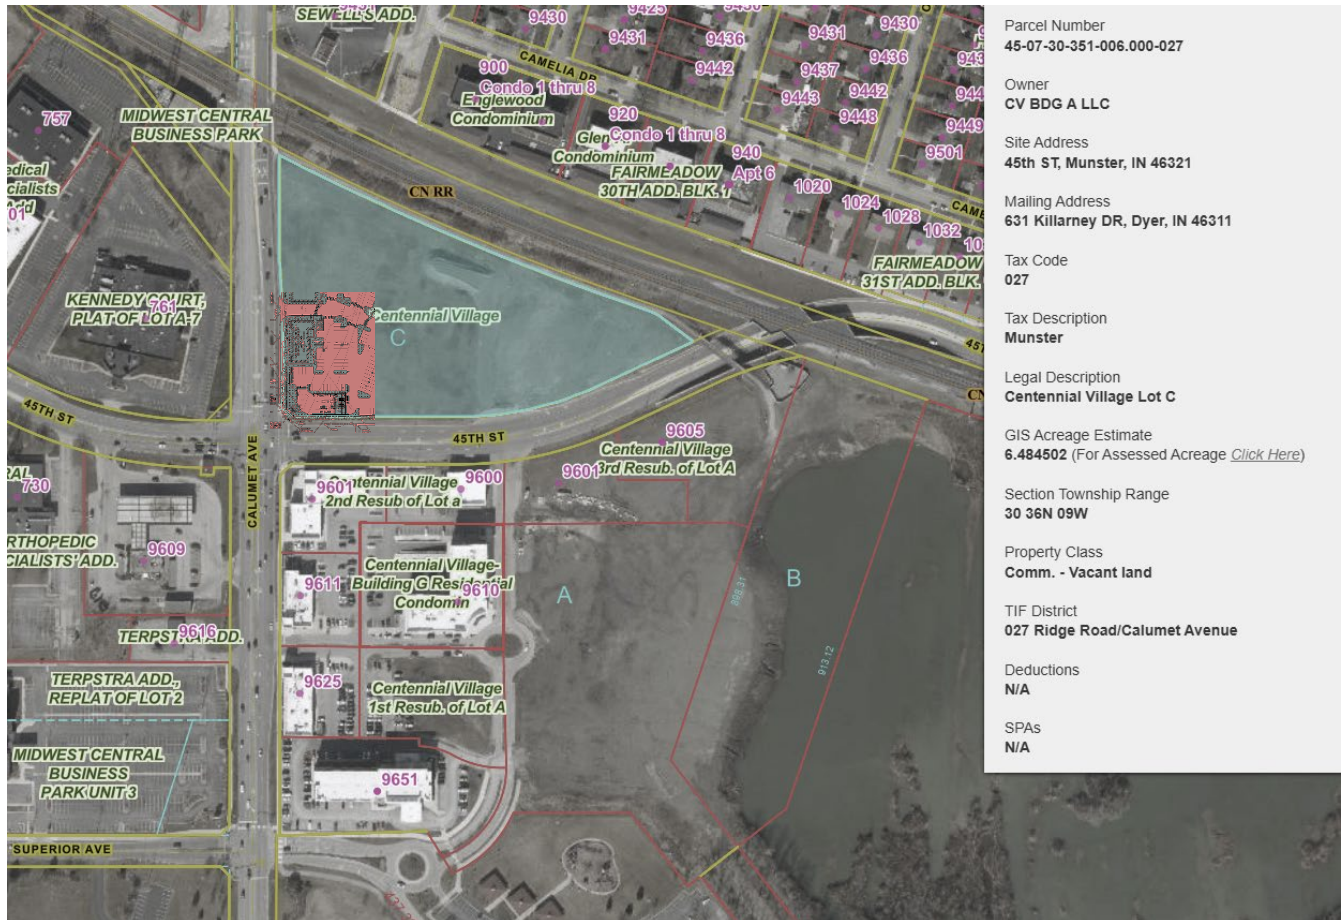 SEWELL'S ADD.
9430
9425
9430
9431
9436
9431
9430
9436
9442
CAMELIA DR
9437
9442
9443
9448
9449
9501
900
Condo 1 thru 8
Englewood
Condominium
920
Condo 1 thru 8
Condominium
940
Apt 6
FAIRMEADOW
30TH ADD. BLK. 1
1020
1024
1028
1032
FAIRMEADOW
31ST ADD. BLK.
757
MIDWEST CENTRAL
BUSINESS PARK
CN RR
KENNEDY COURT,
PLAT OF LOT A-7
761
Centennial Village
C
45TH ST
45TH ST
CALUMET AVE
730
9609
9616
TERPSTRA ADD.
TERPSTRA ADD.,
REPLAT OF LOT 2
MIDWEST CENTRAL
BUSINESS
PARK UNIT 3
SUPERIOR AVE
9601
9600
Centennial Village
2nd Resub of Lot a
9605
Centennial Village
3rd Resub. of Lot A
9601
9611
Centennial Village-
Building G Residential
Condomin
9610
A
B
898.31
913.12
9625
Centennial Village
1st Resub. of Lot A
9651
Parcel Number
45-07-30-351-006.000-027
Owner
CV BDG A LLC
Site Address
45th ST, Munster, IN 46321
Mailing Address
631 Killarney DR, Dyer, IN 46311
Tax Code
027
Tax Description
Munster
Legal Description
Centennial Village Lot C
GIS Acreage Estimate
6.484502 (For Assessed Acreage Click Here)
Section Township Range
30 36N 09W
Property Class
Comm. - Vacant land
TIF District
027 Ridge Road/Calumet Avenue
Deductions
N/A
SPAs
N/A